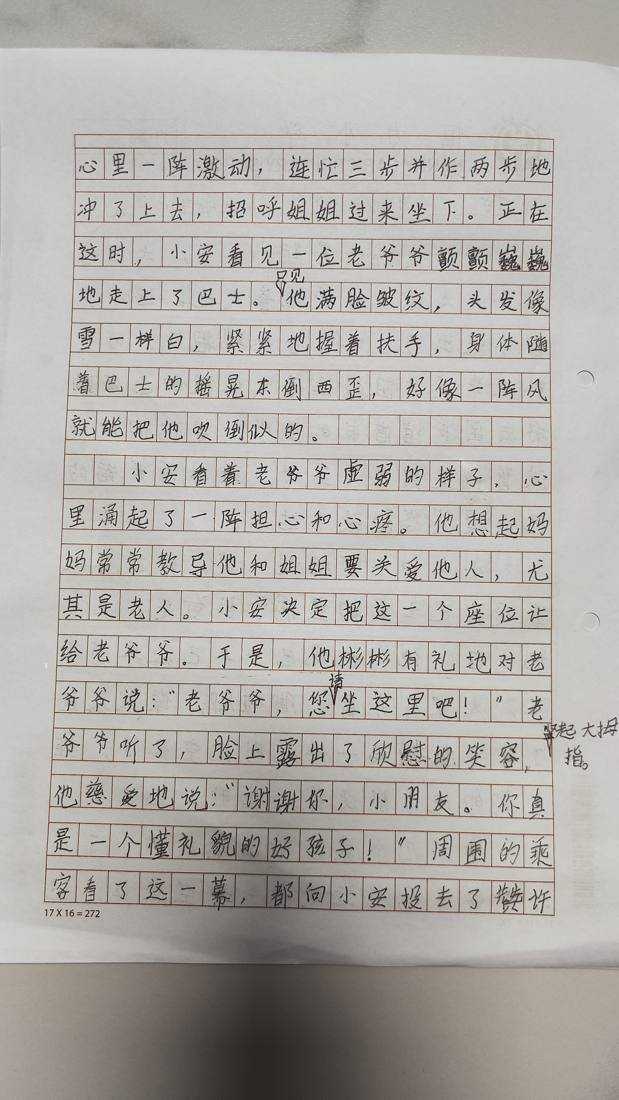 心里一阵激动，连忙三步并作两步地
冲了上去，招呼姐姐过来坐下。正在
这时，小安看见一位老爷爷颤颤巍巍
只见
地走上了巴士。他满脸皱纹，头发像
雪一样白，紧紧地握着扶手，身体随
着巴士的摇晃东倒西歪，好像一阵风
就能把他吹倒似的。
小安看着老爷爷虚弱的样子，心
里涌起了一阵担心和心疼。他想起妈
妈常常教导他和姐姐要关爱他人，尤
其是老人。小安决定把这一个座位让
给老爷爷。于是，他彬彬有礼地对老
请
爷爷说：“老爷爷，您坐这里吧！”老
爷爷听了，脸上露出了欣慰的笑容，
竖起大拇
指。
他慈爱地说：“谢谢你，小朋友。你真
是一个懂礼貌的好孩子！”周围的乘
客看了这一幕，都向小安投去了赞许
17 X 16 = 272